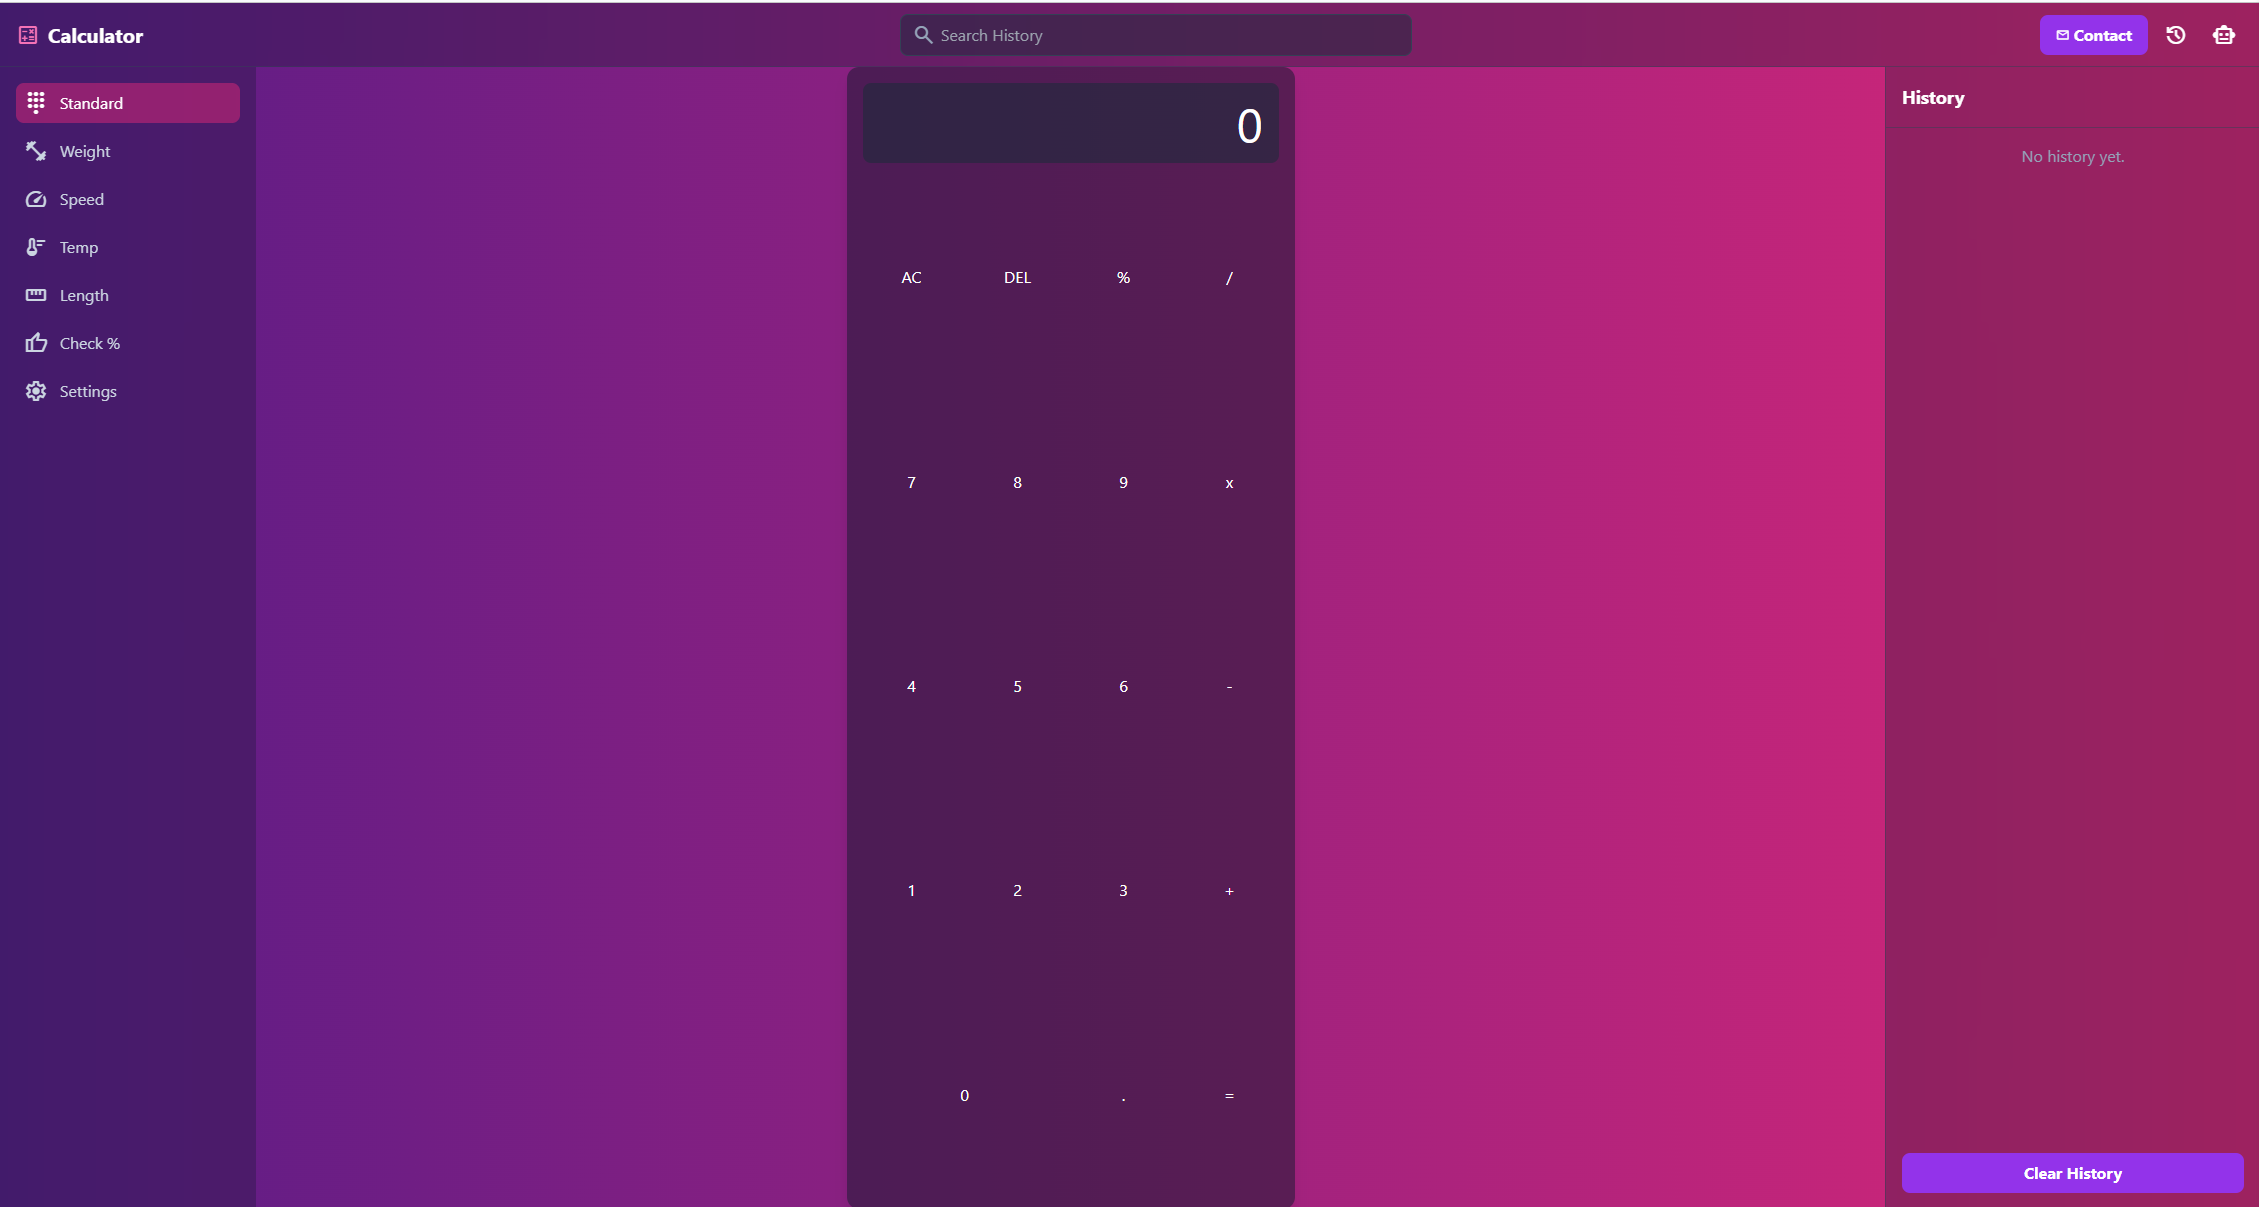 Calculator
Search History
Contact
Standard
Weight
Speed
Temp
Length
Check %
Settings
0
AC DEL % /
7 8 9 x
4 5 6 -
1 2 3 +
0 . =
History
No history yet.
Clear History